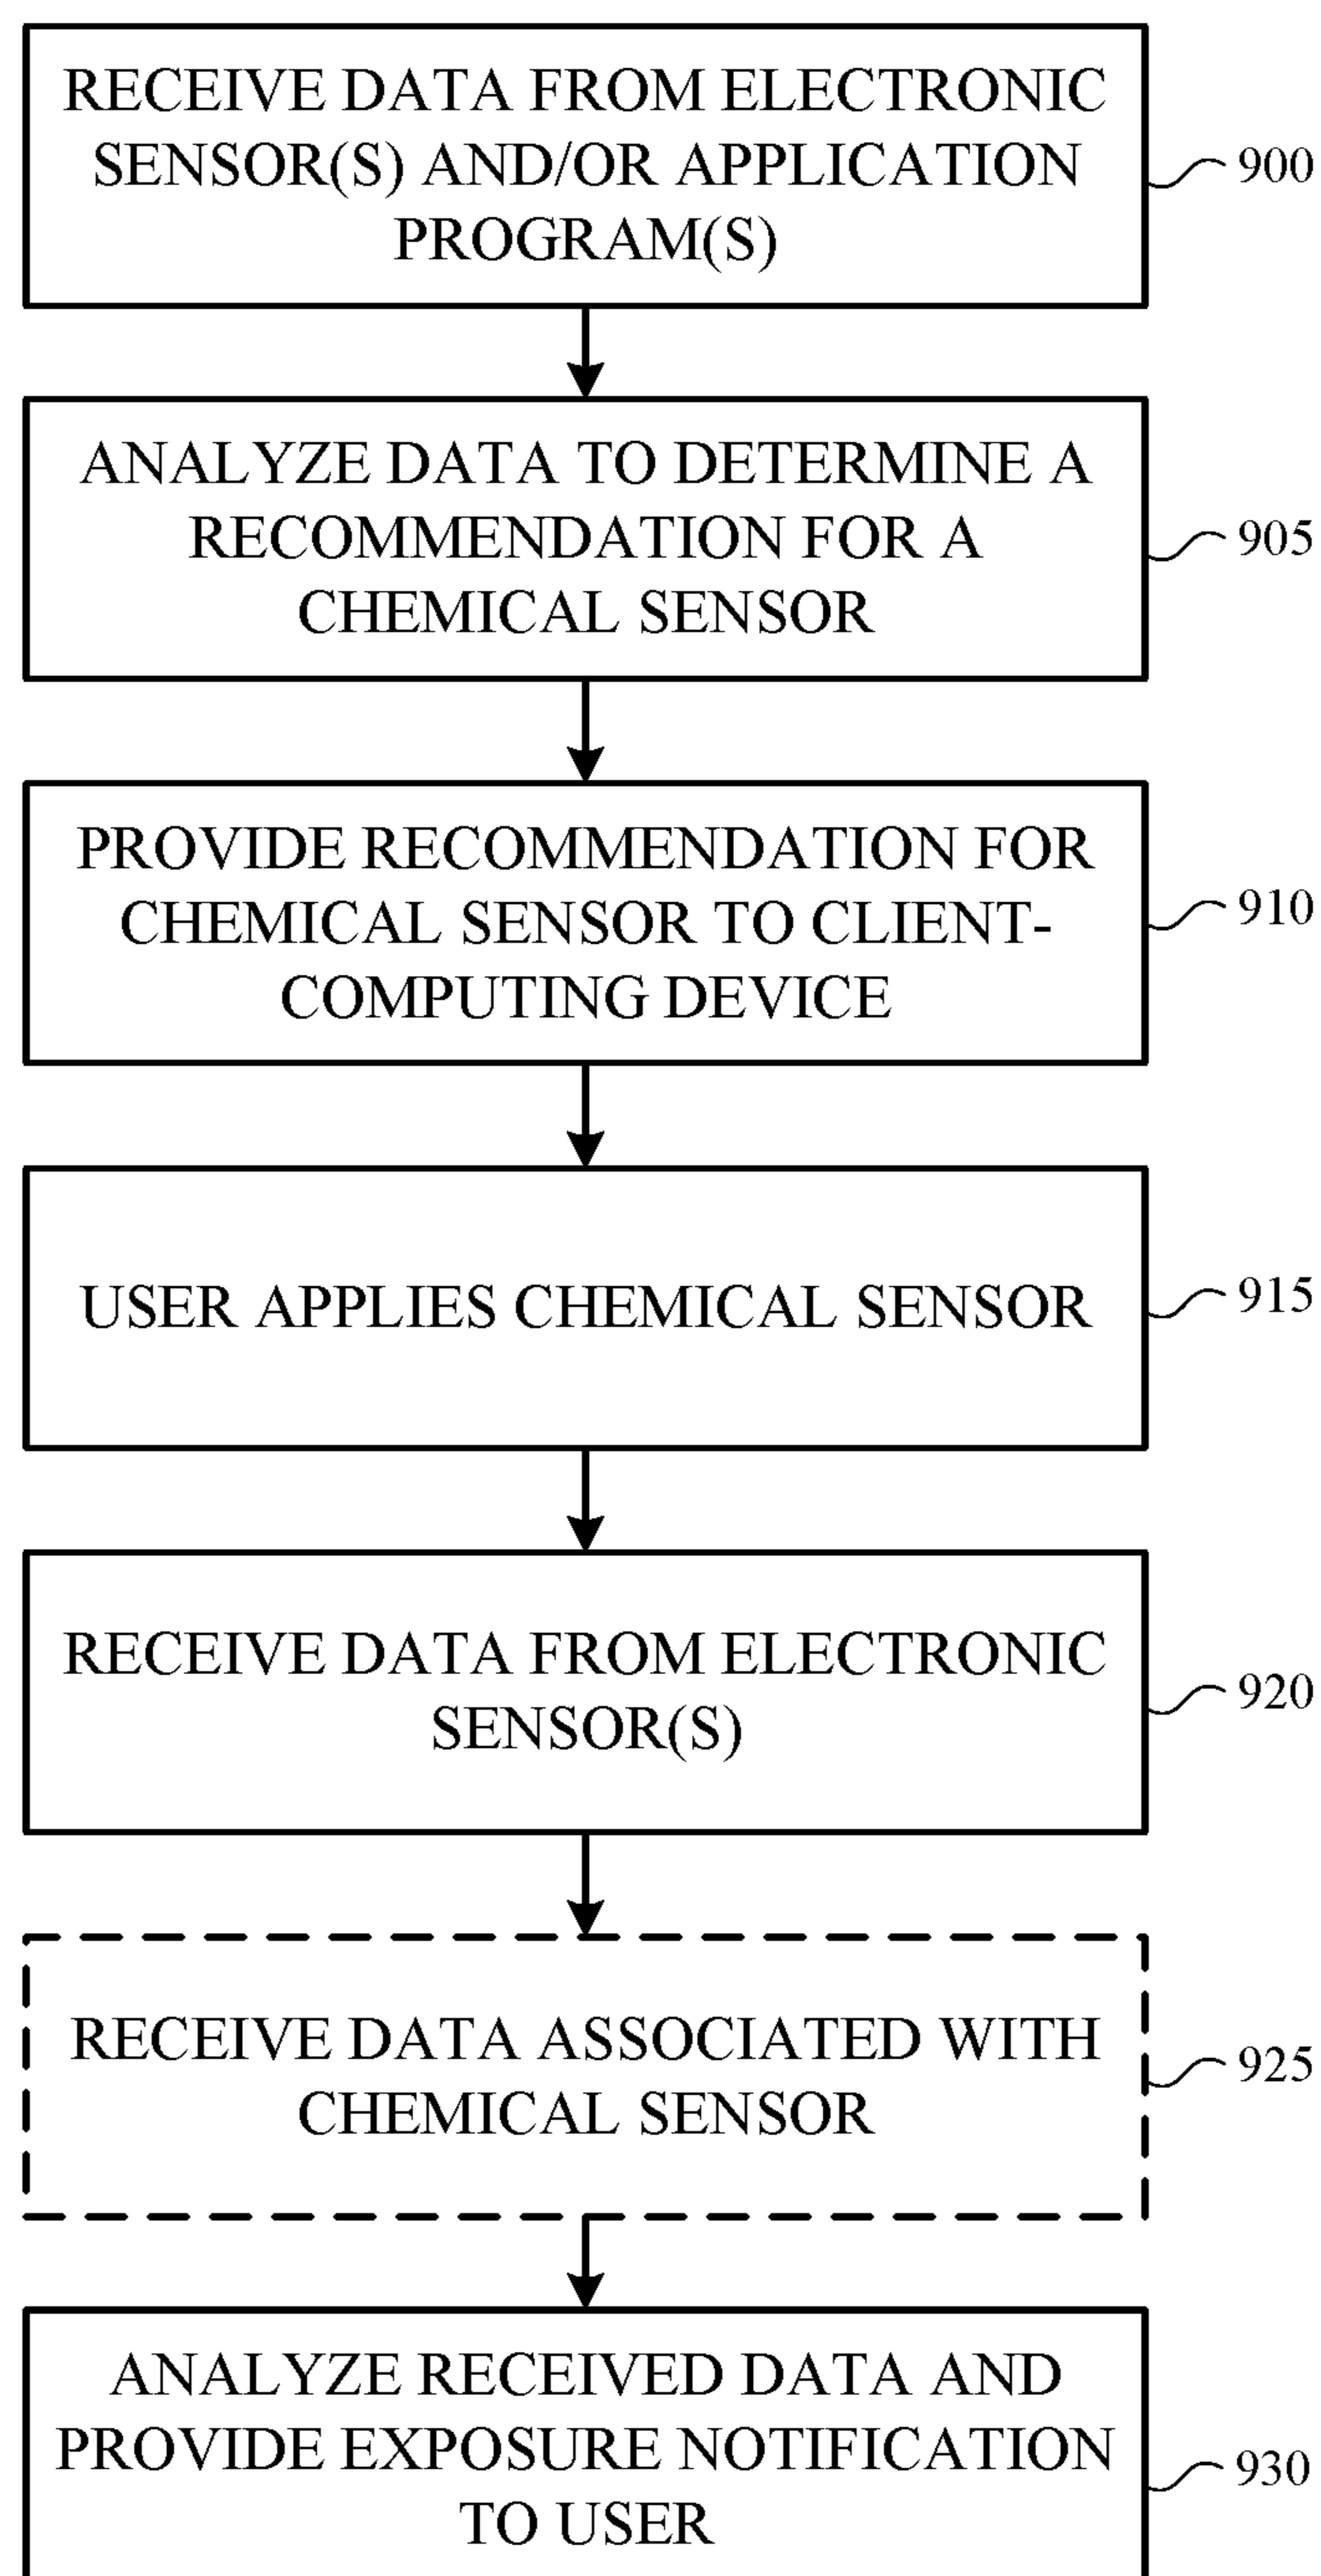 RECEIVE DATA FROM ELECTRONIC
SENSOR(S) AND/OR APPLICATION
PROGRAM(S)
900
ANALYZE DATA TO DETERMINE A
RECOMMENDATION FOR A
CHEMICAL SENSOR
905
PROVIDE RECOMMENDATION FOR
CHEMICAL SENSOR TO CLIENT-
COMPUTING DEVICE
910
USER APPLIES CHEMICAL SENSOR
915
RECEIVE DATA FROM ELECTRONIC
SENSOR(S)
920
RECEIVE DATA ASSOCIATED WITH
CHEMICAL SENSOR
925
ANALYZE RECEIVED DATA AND
PROVIDE EXPOSURE NOTIFICATION
TO USER
930